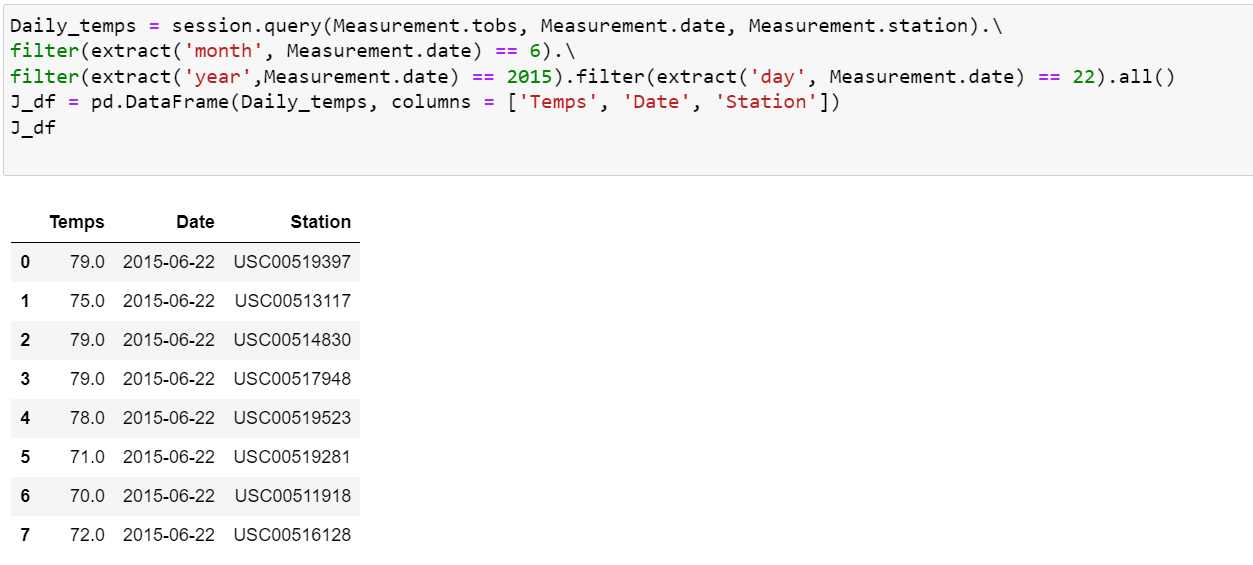 Daily_temps = session.query(Measurement.tobs, Measurement.date, Measurement.station).\
filter(extract('month', Measurement.date) == 6).\
filter(extract('year',Measurement.date) == 2015).filter(extract('day', Measurement.date) == 22).all()
J_df = pd.DataFrame(Daily_temps, columns = ['Temps', 'Date', 'Station'])
J_df
Temps Date Station
0 79.0 2015-06-22 USC00519397
1 75.0 2015-06-22 USC00513117
2 79.0 2015-06-22 USC00514830
3 79.0 2015-06-22 USC00517948
4 78.0 2015-06-22 USC00519523
5 71.0 2015-06-22 USC00519281
6 70.0 2015-06-22 USC00511918
7 72.0 2015-06-22 USC00516128